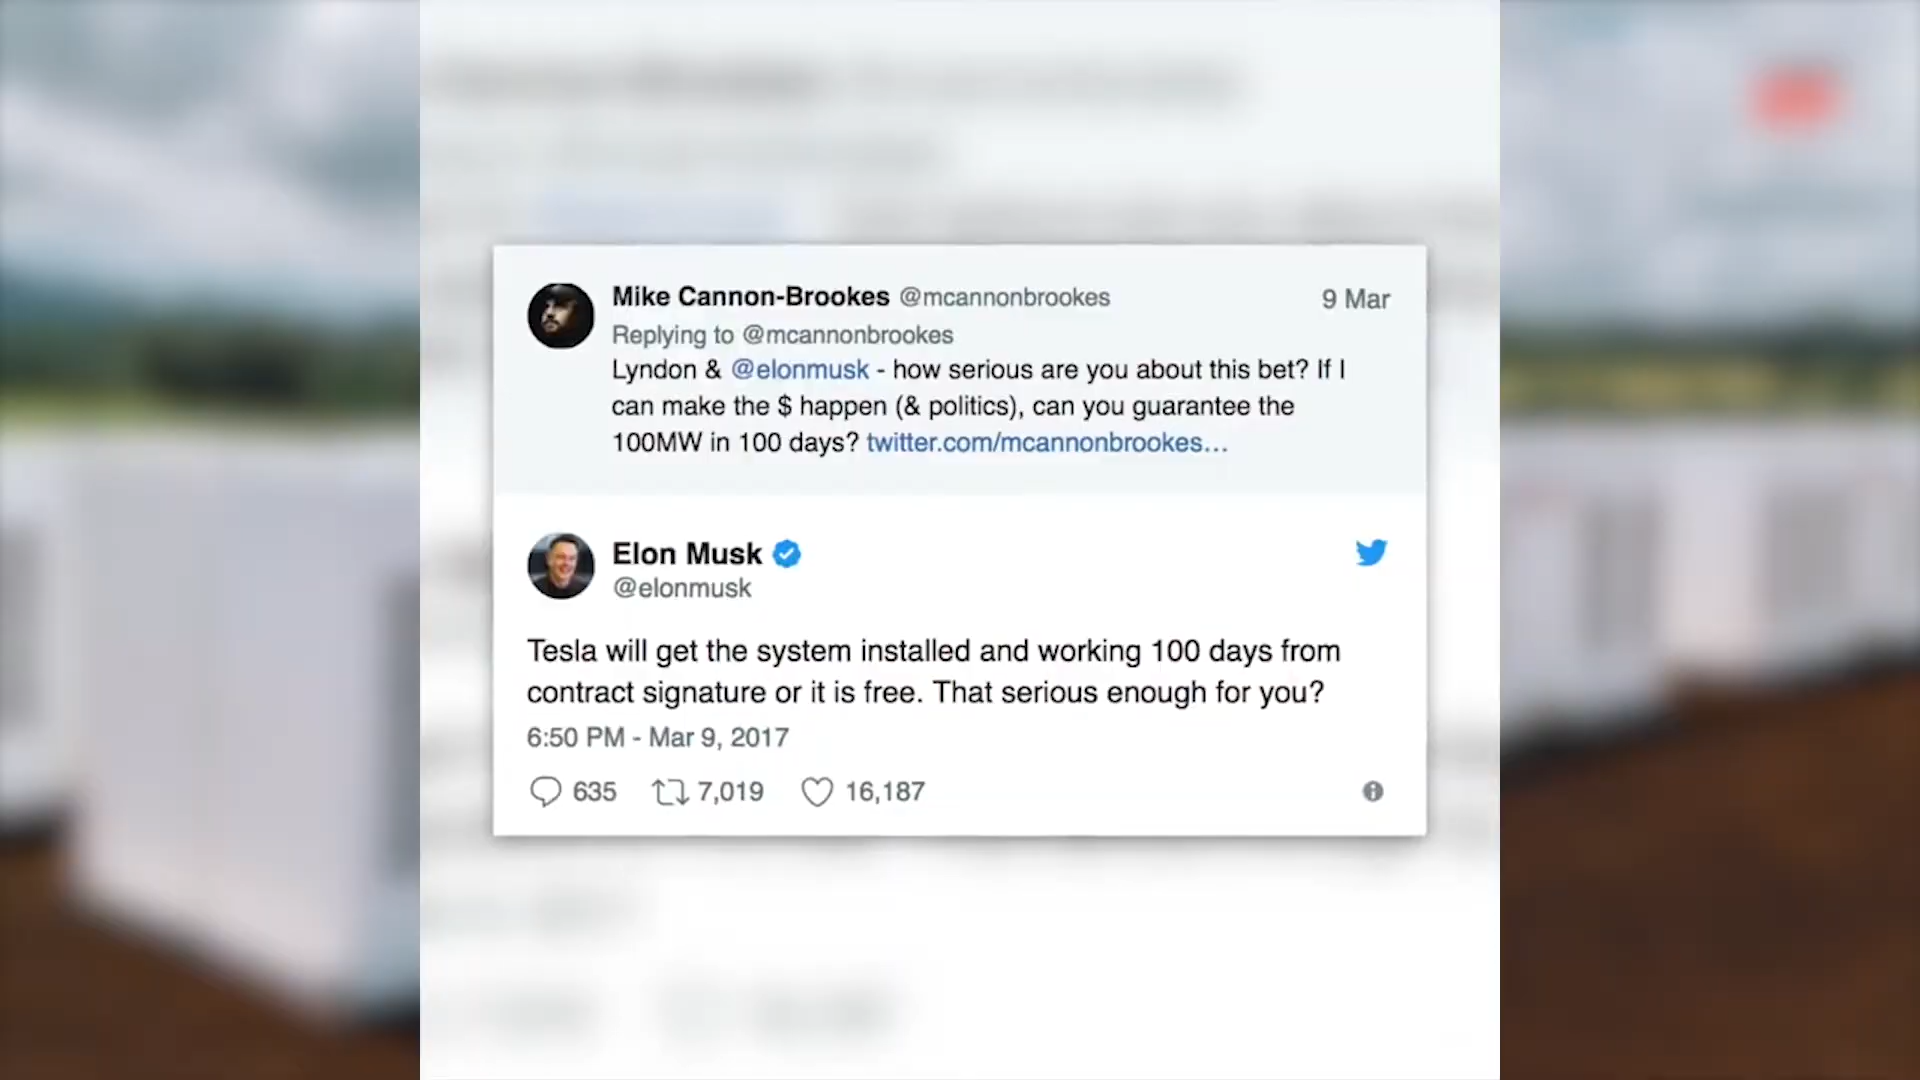 Mike Cannon-Brookes @mcannonbrookes 9 Mar
Replying to @mcannonbrookes
Lyndon & @elonmusk - how serious are you about this bet? If I
can make the $ happen (& politics), can you guarantee the
100MW in 100 days? twitter.com/mcannonbrookes…
Elon Musk
@elonmusk
Tesla will get the system installed and working 100 days from
contract signature or it is free. That serious enough for you?
6:50 PM - Mar 9, 2017
635 7,019 16,187